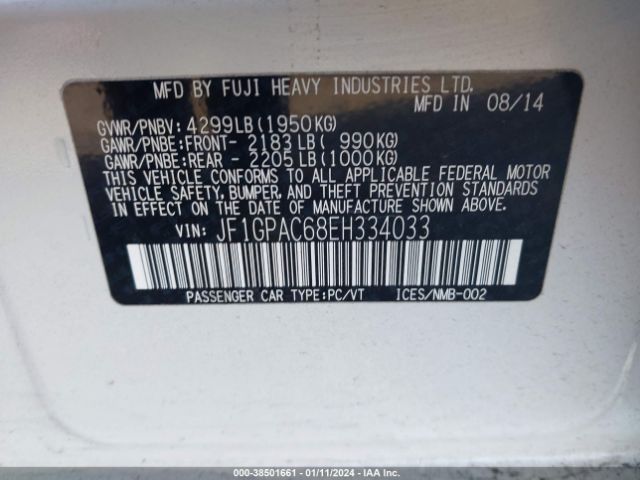 MFD BY FUJI HEAVY INDUSTRIES LTD.
MFD IN 08/14
GVWR/PNBV: 4299LB(1950KG)
GAWR/PNBE:FRONT- 2183LB( 990KG)
GAWR/PNBE:REAR - 2205LB(1000KG)
THIS VEHICLE CONFORMS TO ALL APPLICABLE FEDERAL MOTOR
VEHICLE SAFETY, BUMPER, AND THEFT PREVENTION STANDARDS
IN EFFECT ON THE DATE OF MANUFACTURE SHOWN ABOVE.
VIN: JF1GPAC68EH334033
PASSENGER CAR TYPE:PC/VT ICES/NMB-002
000-38501661 - 01/11/2024 - IAAI.COM